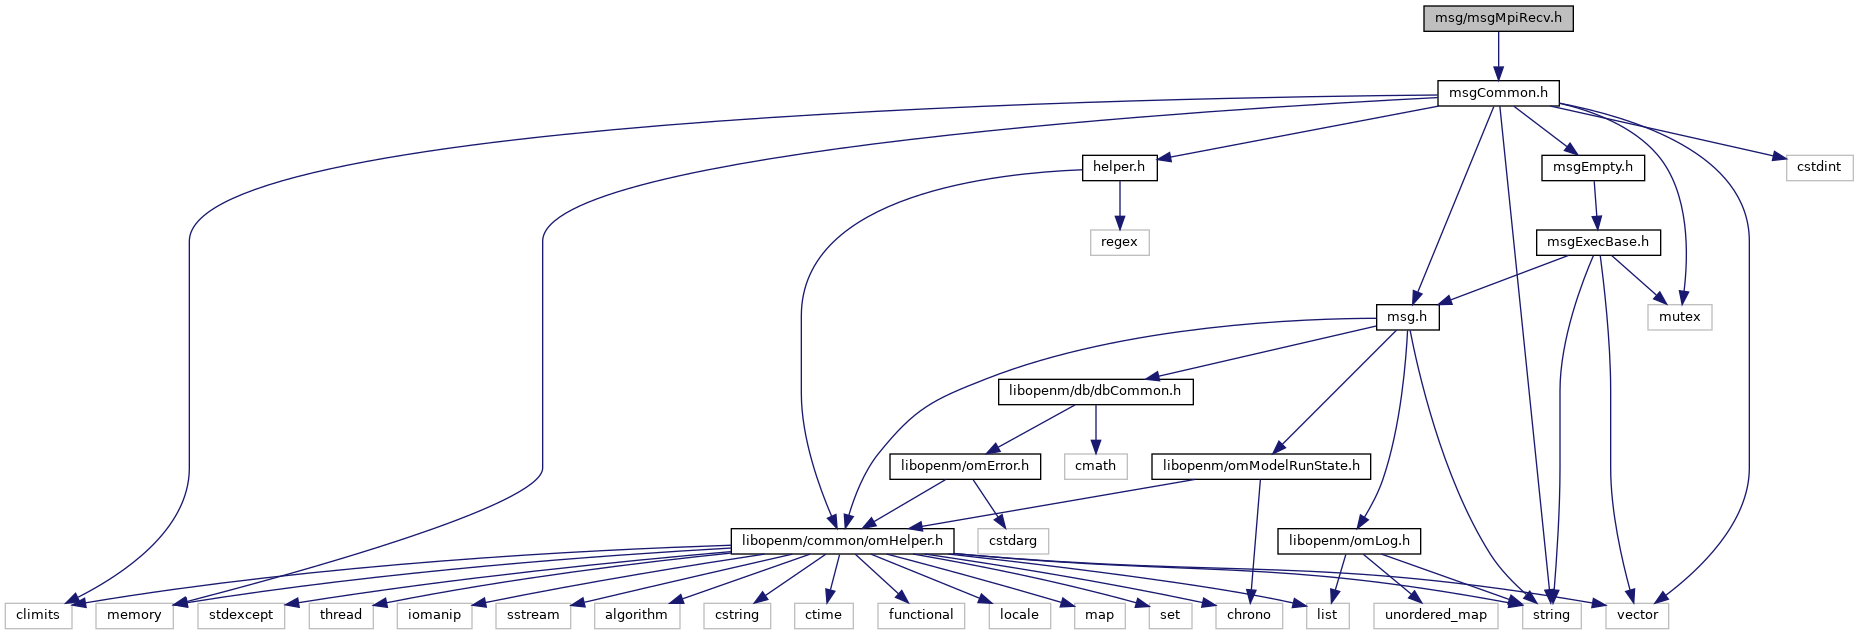 msg/msgMpiRecv.h
msgCommon.h
helper.h
msgEmpty.h
cstdint
regex
msgExecBase.h
msg.h
mutex
libopenm/db/dbCommon.h
libopenm/omError.h
cmath
libopenm/omModelRunState.h
libopenm/common/omHelper.h
cstdarg
libopenm/omLog.h
climits
memory
stdexcept
thread
iomanip
sstream
algorithm
cstring
ctime
functional
locale
map
set
chrono
list
unordered_map
string
vector